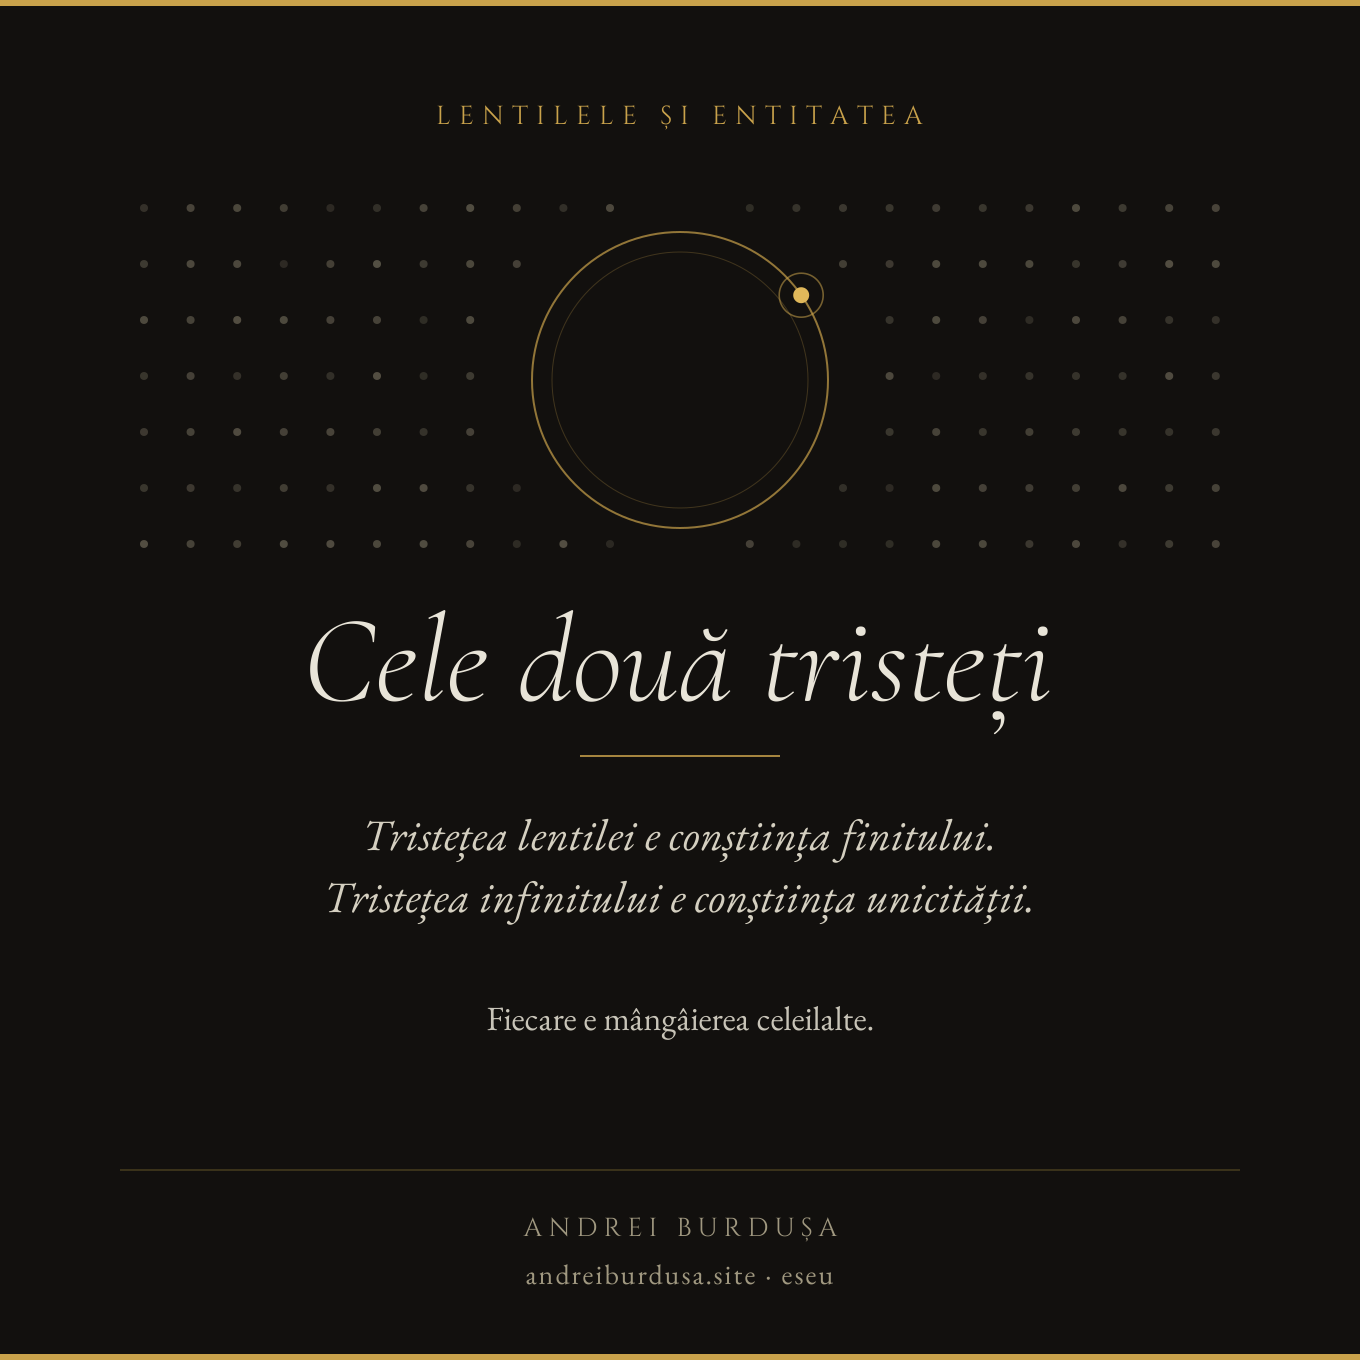 LENTILELE ȘI ENTITATEA
Cele două tristeți
Tristețea lentilei e conștiința finitului.
Tristețea infinitului e conștiința unicității.
Fiecare e mângâierea celeilalte.
ANDREI BURDUȘA
andreiburdusa.site · eseu